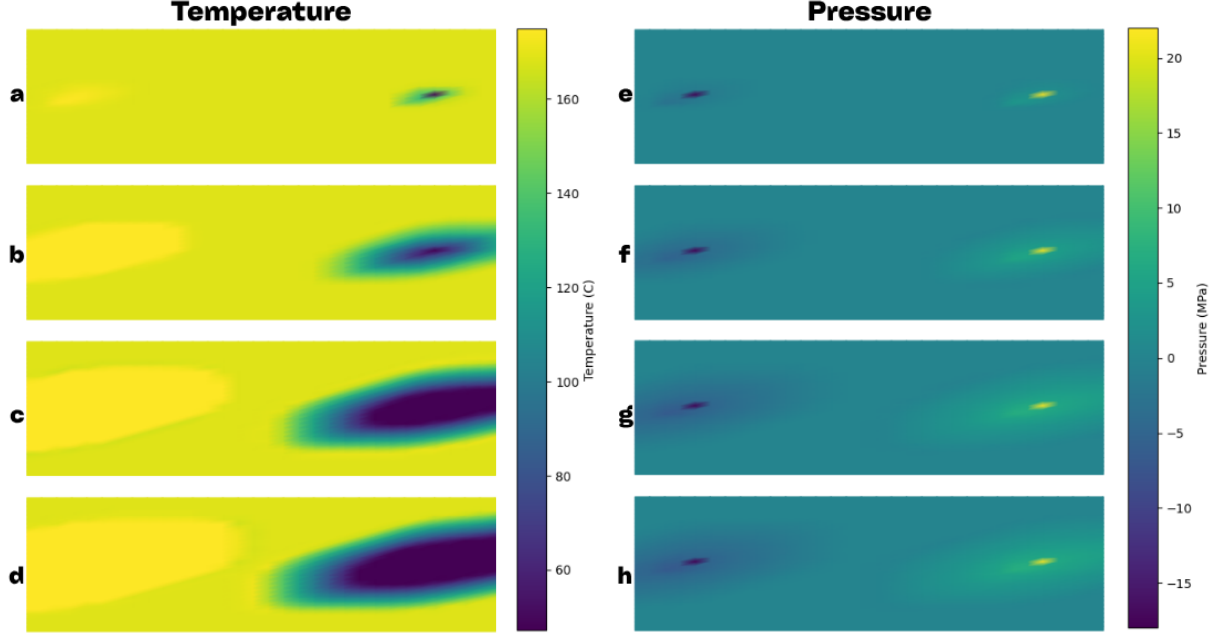 Temperature
Pressure
a
b
c
d
160
140
120
100
80
60
Temperature (C)
e
f
g
h
20
15
10
5
0
−5
−10
−15
Pressure (MPa)